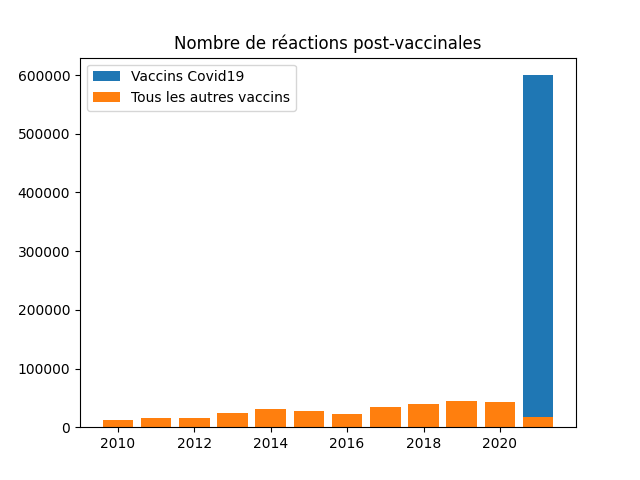 Nombre de réactions post-vaccinales
Vaccins Covid19
Tous les autres vaccins
600000
500000
400000
300000
200000
100000
0
2010 2012 2014 2016 2018 2020